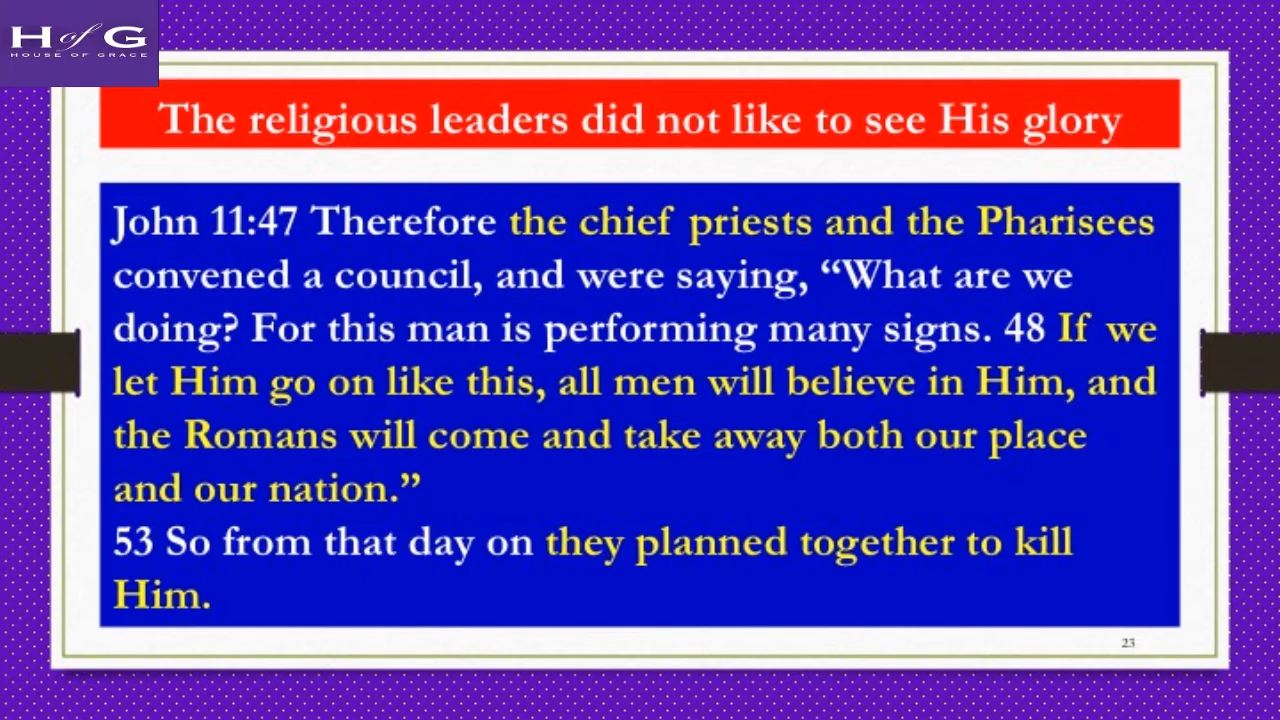 H of G
HOUSE OF GRACE
The religious leaders did not like to see His glory
John 11:47 Therefore the chief priests and the Pharisees
convened a council, and were saying, “What are we
doing? For this man is performing many signs. 48 If we
let Him go on like this, all men will believe in Him, and
the Romans will come and take away both our place
and our nation.”
53 So from that day on they planned together to kill
Him.
23